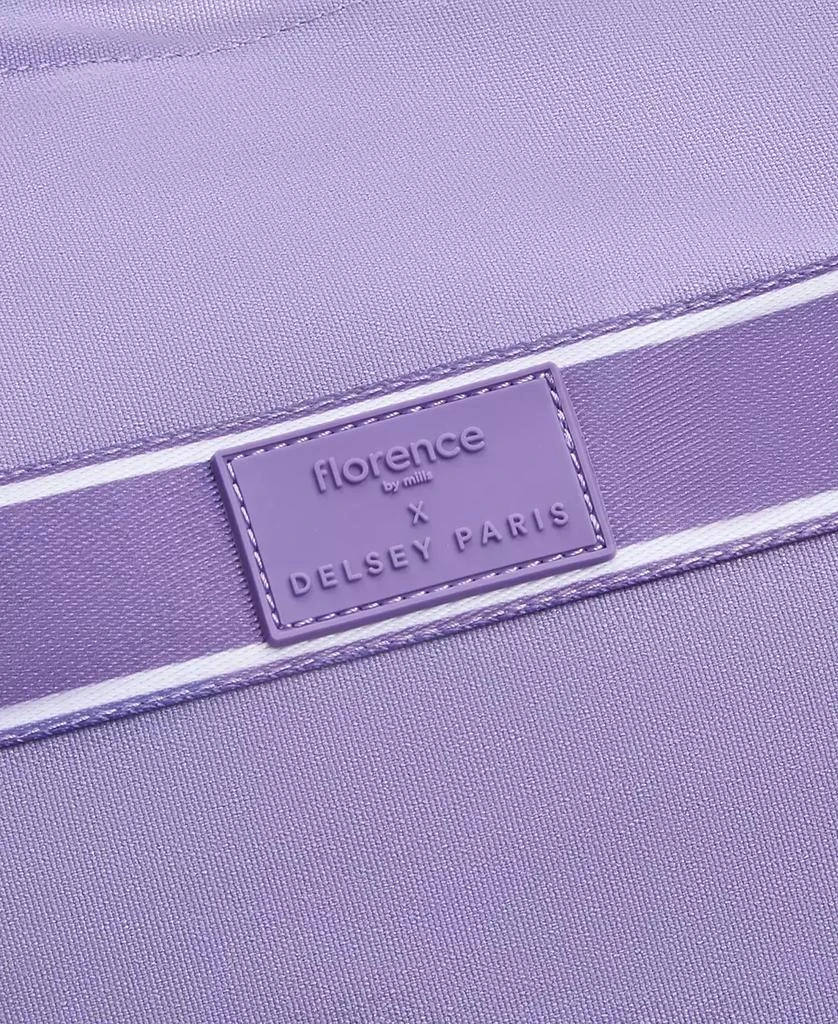 florence
by mills
X
DELSEY PARIS